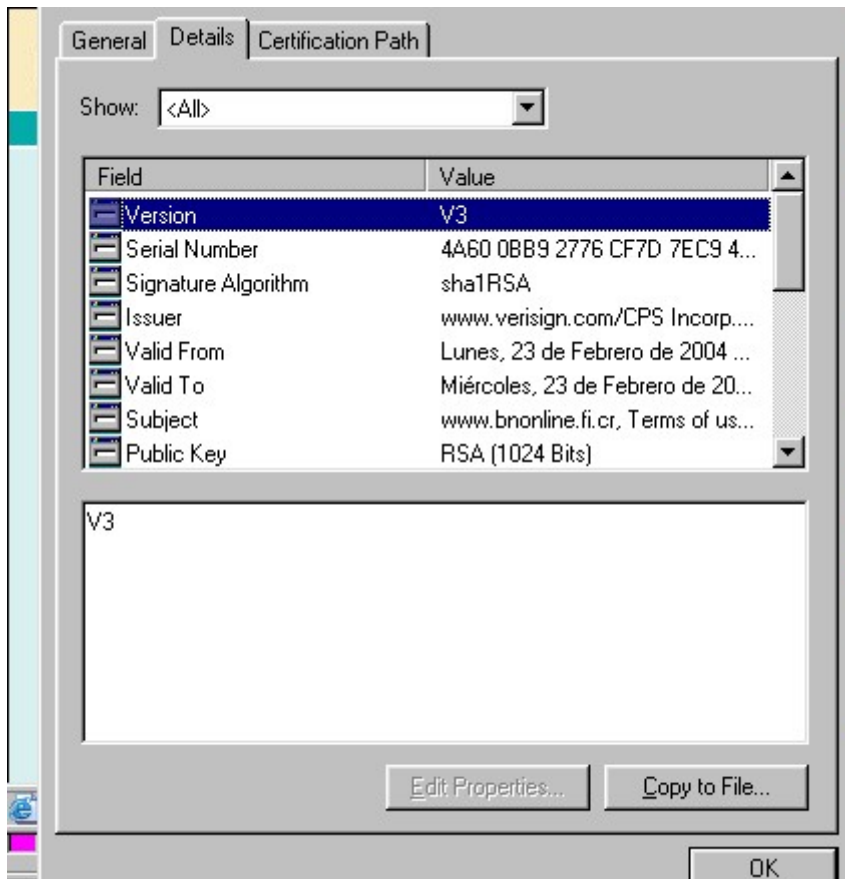 General Details Certification Path
Show: <All>
Field Value
Version V3
Serial Number 4A60 0BB9 2776 CF7D 7EC9 4...
Signature Algorithm sha1RSA
Issuer www.verisign.com/CPS Incorp....
Valid From Lunes, 23 de Febrero de 2004 ...
Valid To Miércoles, 23 de Febrero de 20...
Subject www.bnonline.fi.cr, Terms of us...
Public Key RSA (1024 Bits)
V3
Edit Properties... Copy to File...
OK